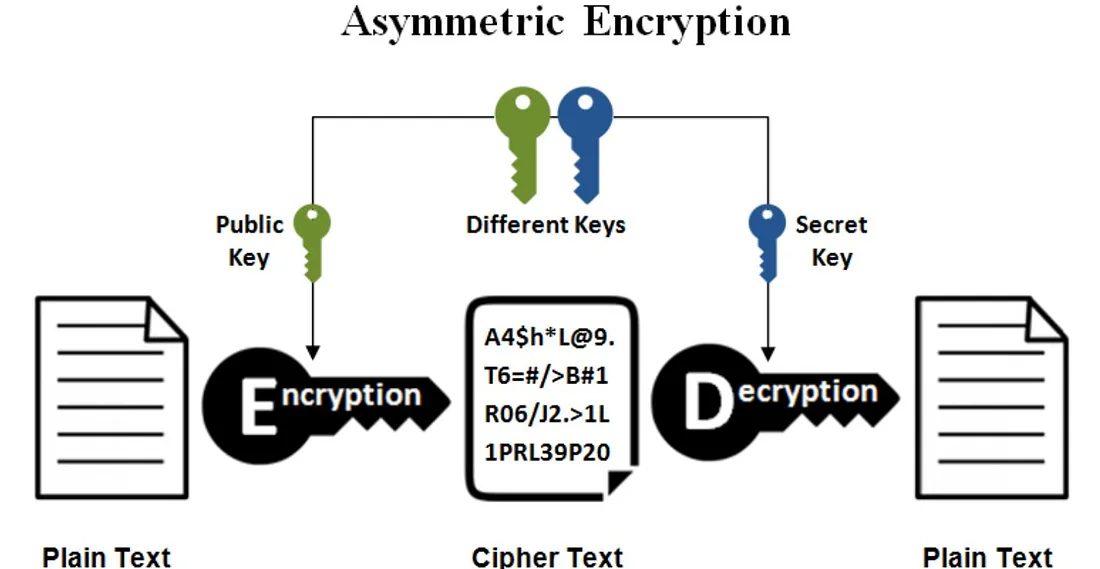 Asymmetric Encryption
Public
Key
Different Keys
Secret
Key
Encryption
A4$h*L@9.
T6=#/>B#1
R06/J2.>1L
1PRL39P20
Decryption
Plain Text
Cipher Text
Plain Text